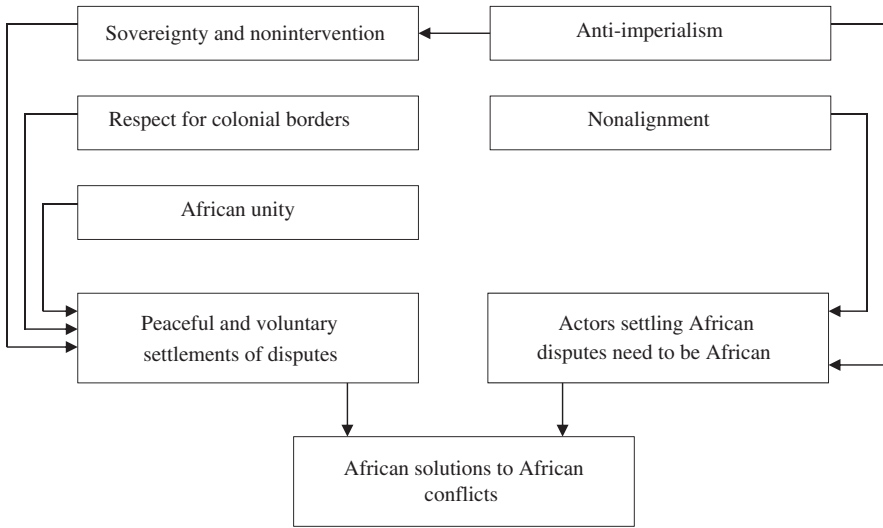 Sovereignty and nonintervention
Anti-imperialism
Respect for colonial borders
Nonalignment
African unity
Peaceful and voluntary
settlements of disputes
Actors settling African
disputes need to be African
African solutions to African
conflicts